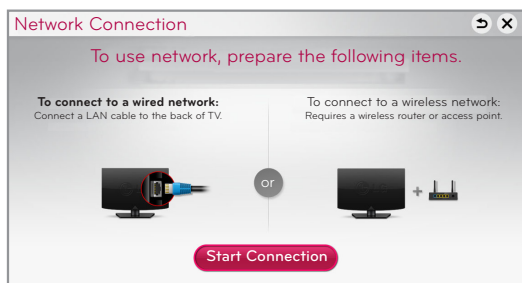 Network Connection
To use network, prepare the following items.
To connect to a wired network:
Connect a LAN cable to the back of TV.
To connect to a wireless network:
Requires a wireless router or access point.
or
Start Connection